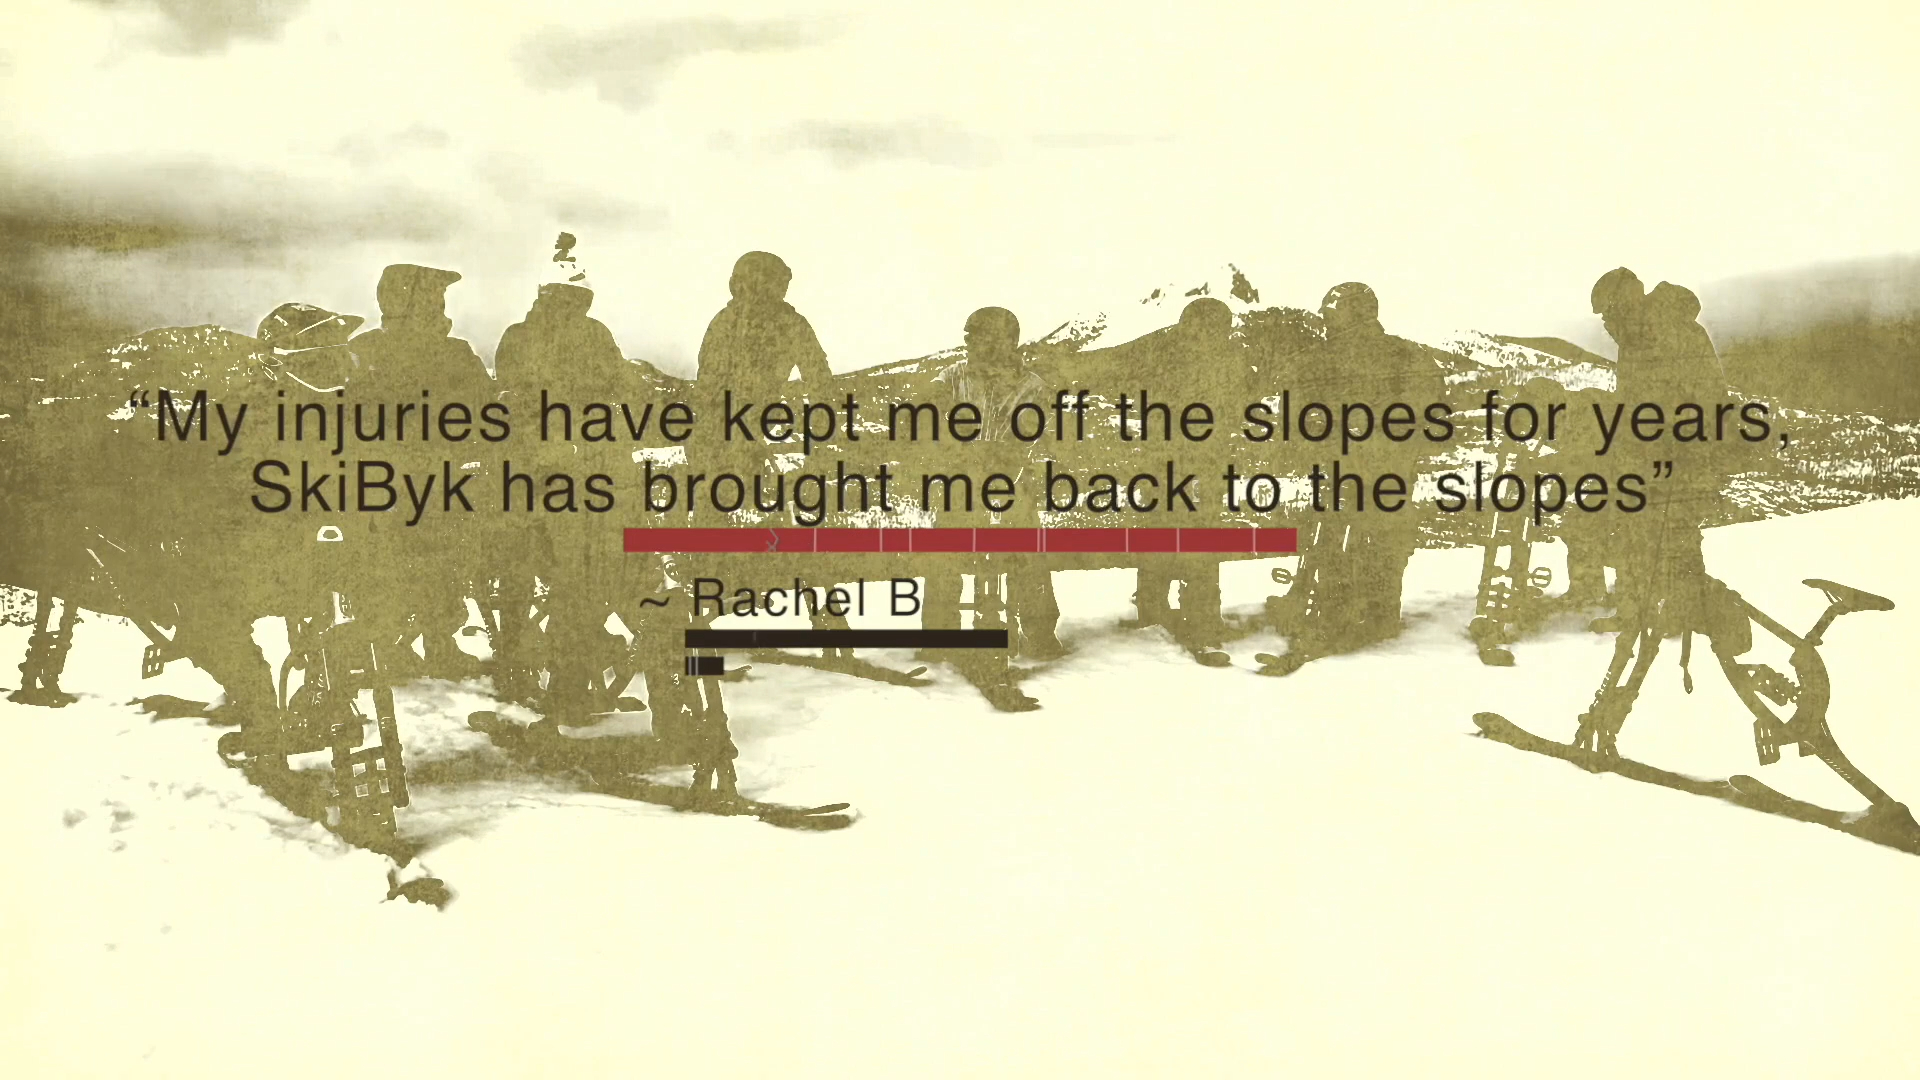 “My injuries have kept me off the slopes for years,
SkiByk has brought me back to the slopes”
~ Rachel B